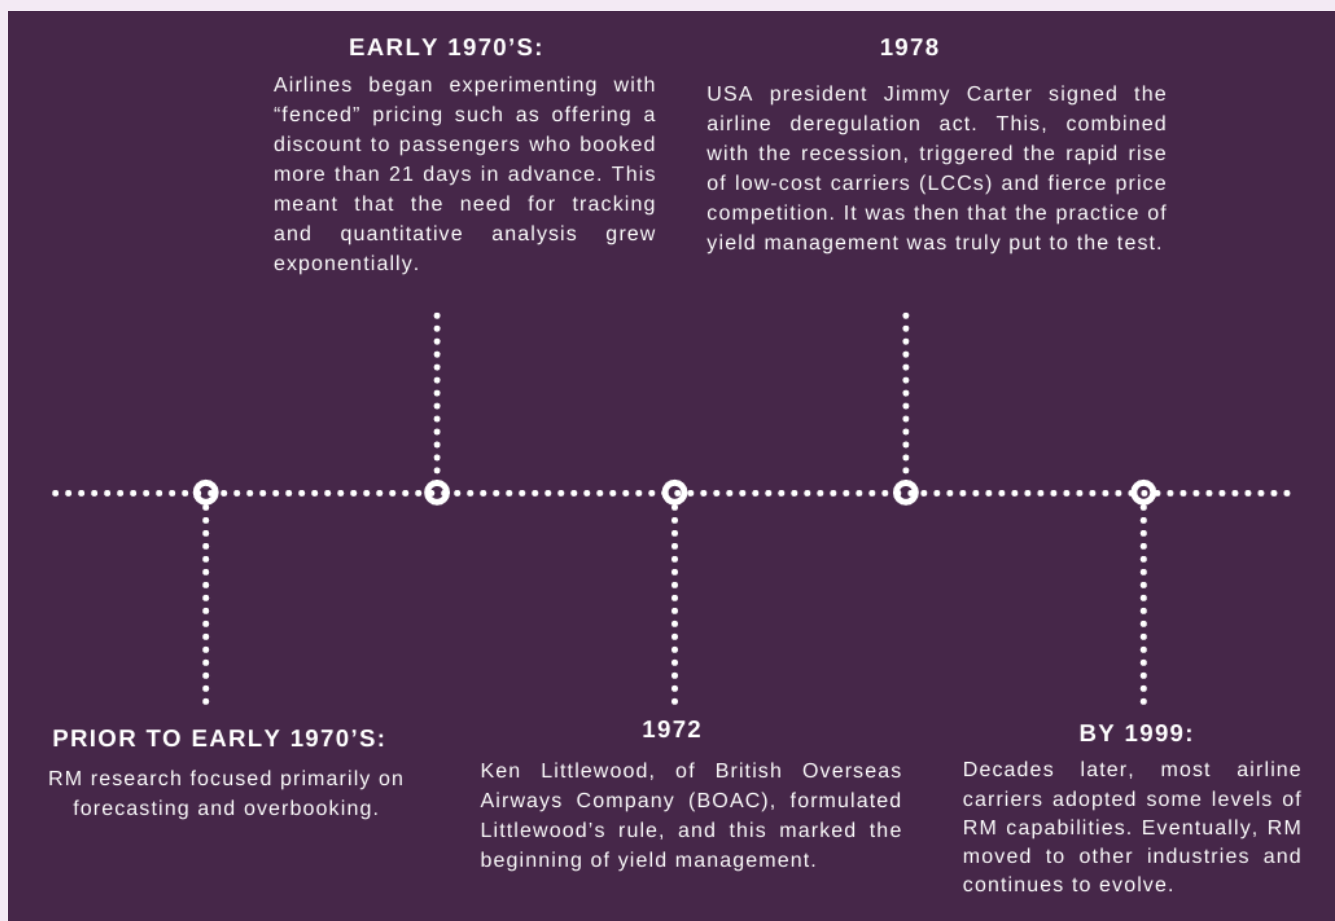 EARLY 1970'S:
Airlines began experimenting with
“fenced” pricing such as offering a
discount to passengers who booked
more than 21 days in advance. This
meant that the need for tracking
and quantitative analysis grew
exponentially.
1978
USA president Jimmy Carter signed the
airline deregulation act. This, combined
with the recession, triggered the rapid rise
of low-cost carriers (LCCs) and fierce price
competition. It was then that the practice of
yield management was truly put to the test.
PRIOR TO EARLY 1970'S:
RM research focused primarily on
forecasting and overbooking.
1972
Ken Littlewood, of British Overseas
Airways Company (BOAC), formulated
Littlewood's rule, and this marked the
beginning of yield management.
BY 1999:
Decades later, most airline
carriers adopted some levels of
RM capabilities. Eventually, RM
moved to other industries and
continues to evolve.